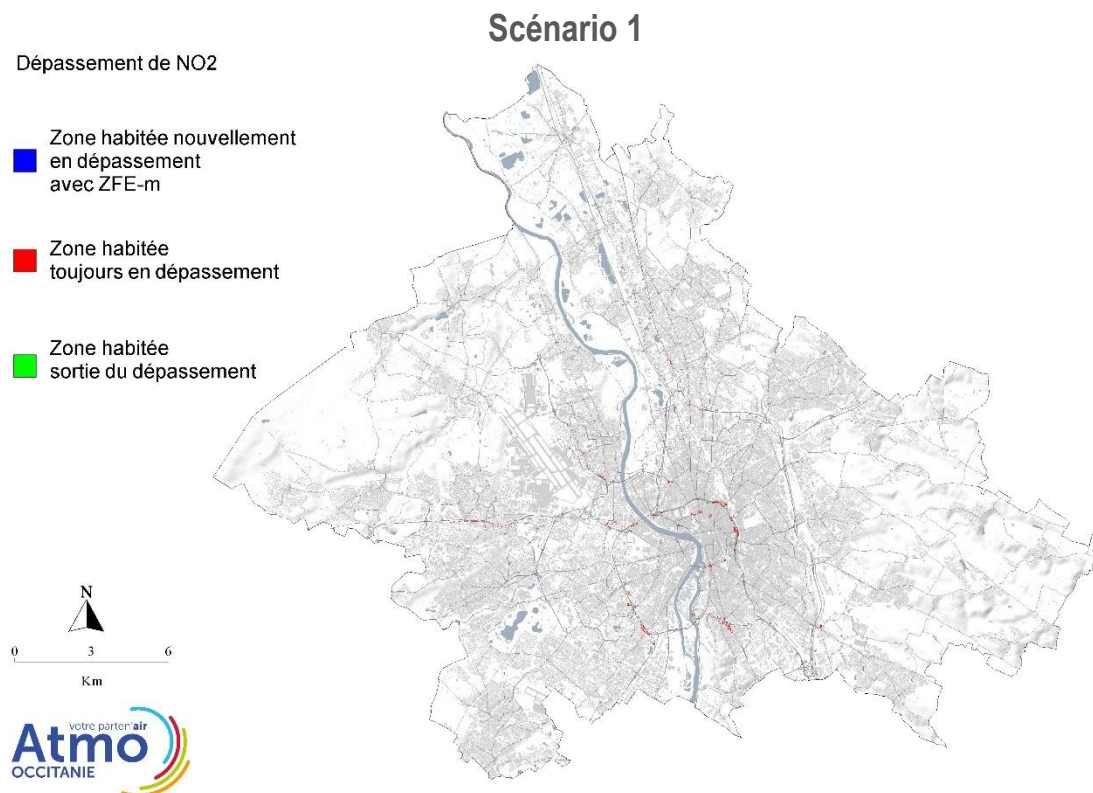 Scénario 1
Dépassement de NO2
Zone habitée nouvellement
en dépassement
avec ZFE-m
Zone habitée
toujours en dépassement
Zone habitée
sortie du dépassement
N
0 3 6
Km
votre parten'air
Atmo
OCCITANIE